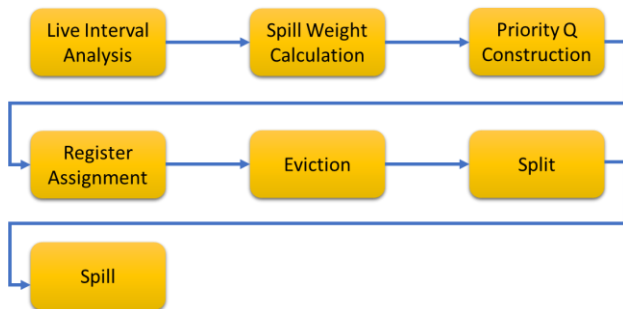 Live Interval
Analysis
Spill Weight
Calculation
Priority Q
Construction
Register
Assignment
Eviction
Split
Spill